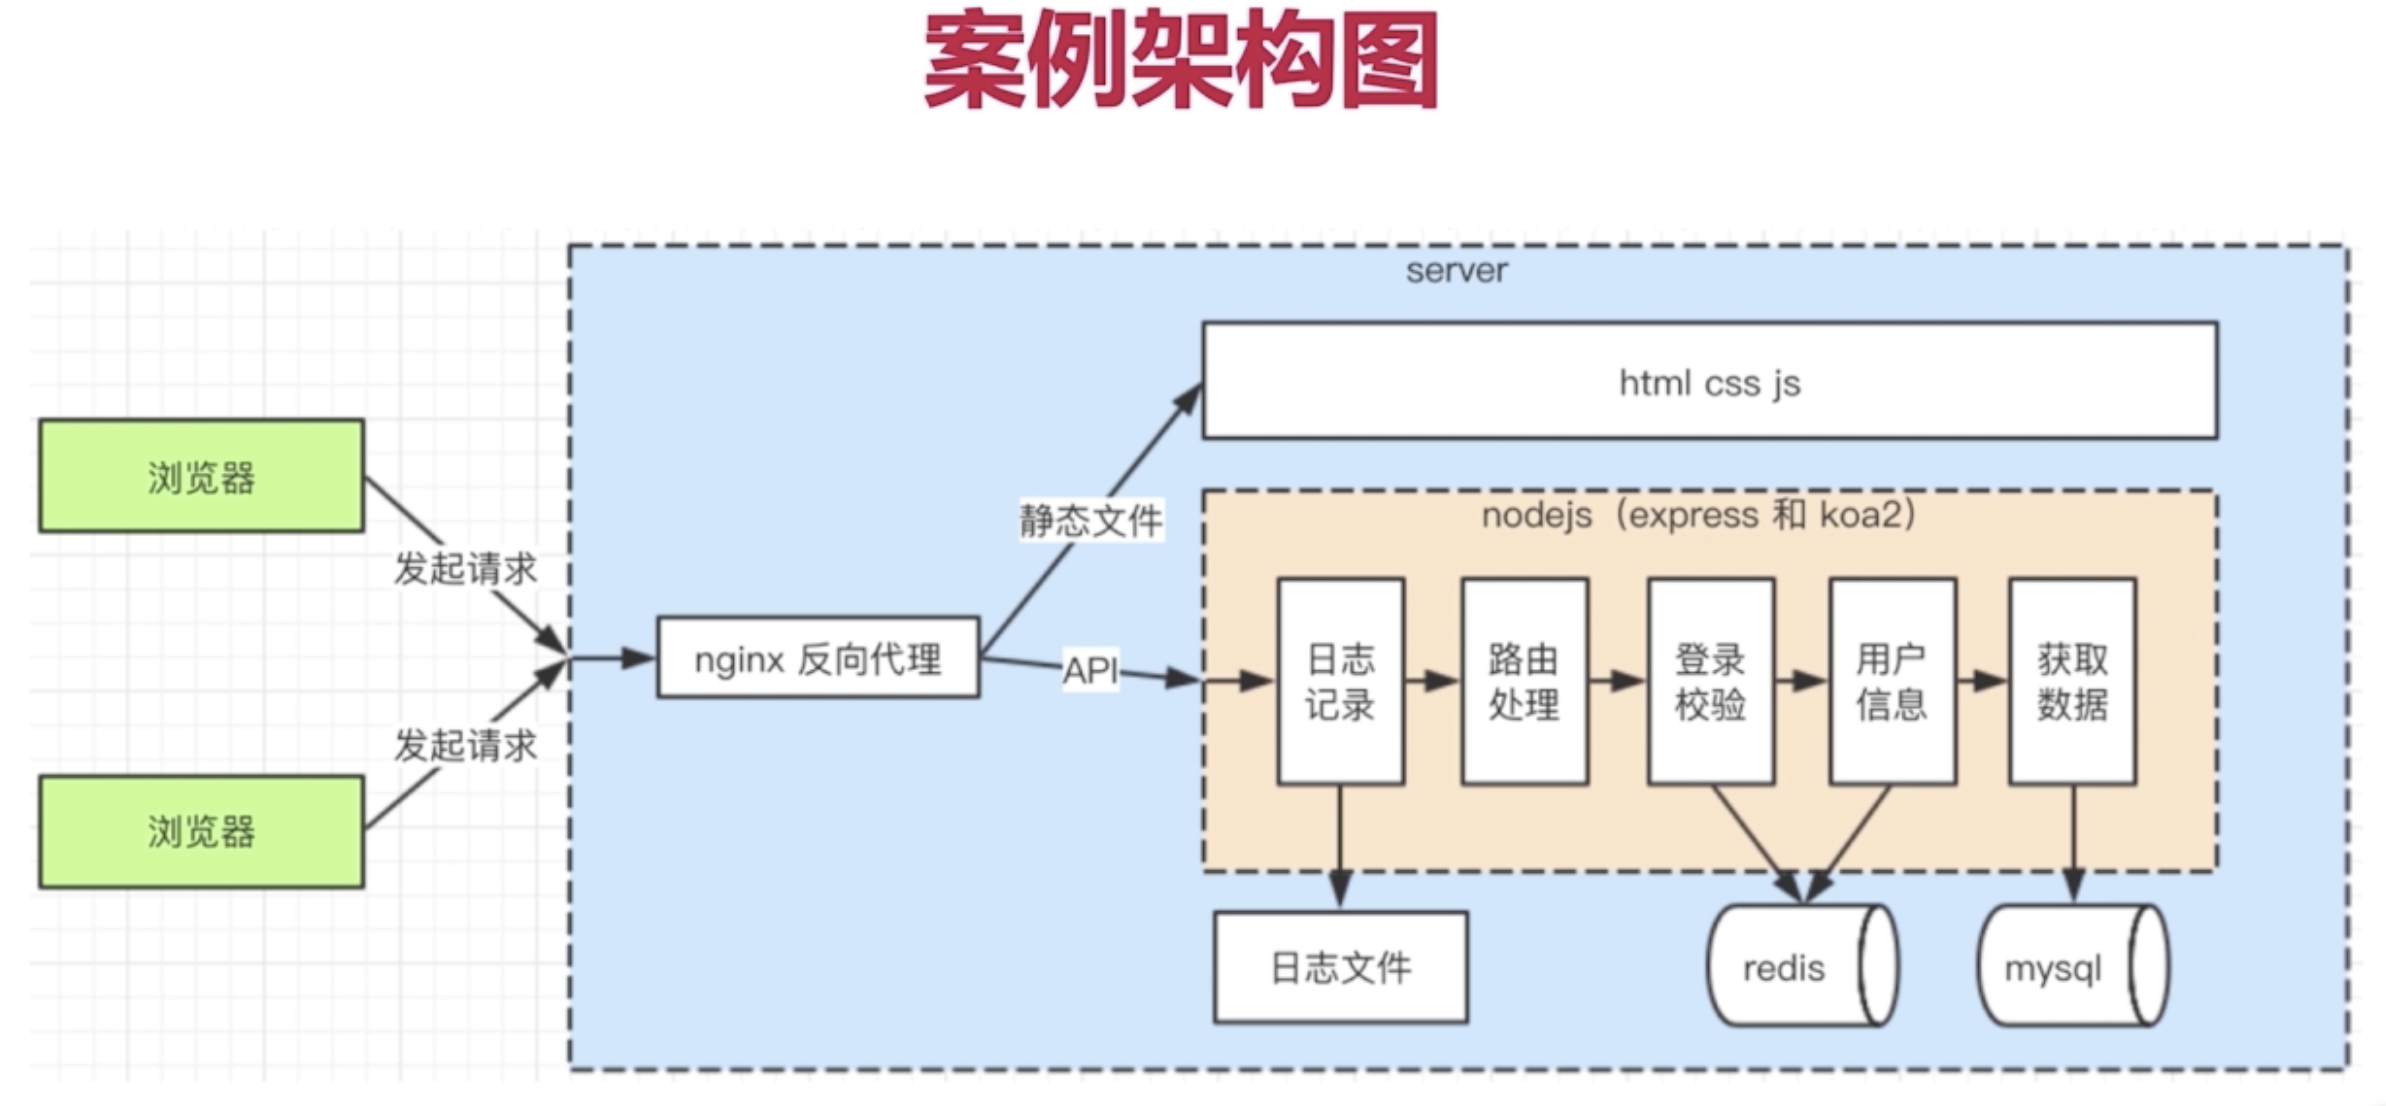 案例架构图
server
html css js
浏览器
发起请求
静态文件
nodejs（express 和 koa2）
nginx 反向代理
API
日志
记录
路由
处理
登录
校验
用户
信息
获取
数据
发起请求
浏览器
日志文件
redis
mysql